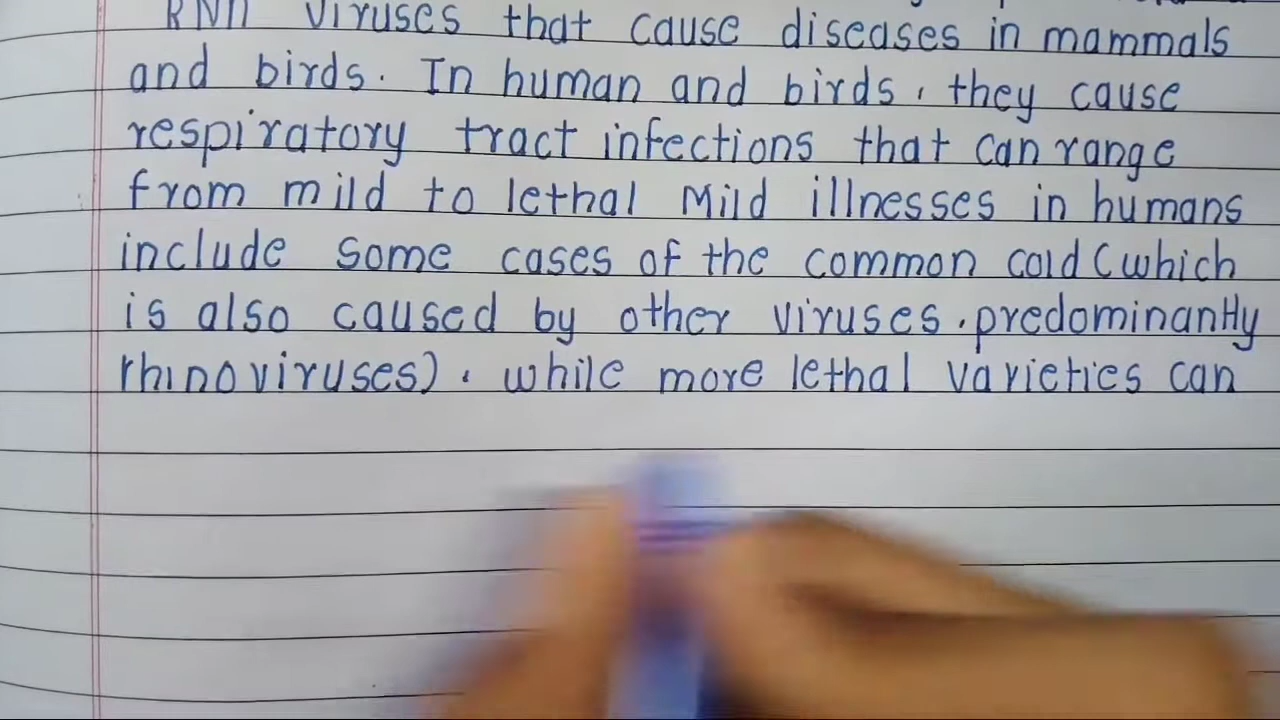 RNA viruses that cause diseases in mammals
and birds. In human and birds, they cause
respiratory tract infections that can range
from mild to lethal Mild illnesses in humans
include some cases of the common cold (which
is also caused by other viruses. predominantly
rhinoviruses). while more lethal varieties can